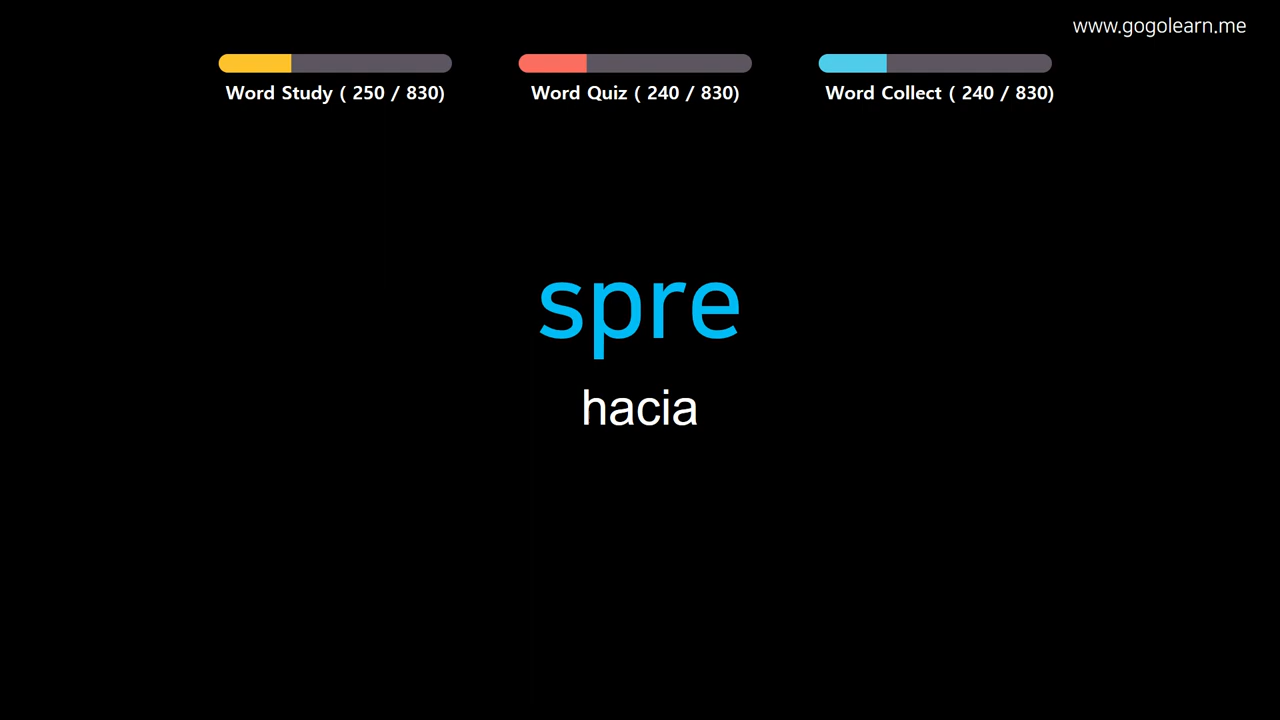 www.gogolearn.me
Word Study ( 250 / 830)
Word Quiz ( 240 / 830)
Word Collect ( 240 / 830)
spre
hacia